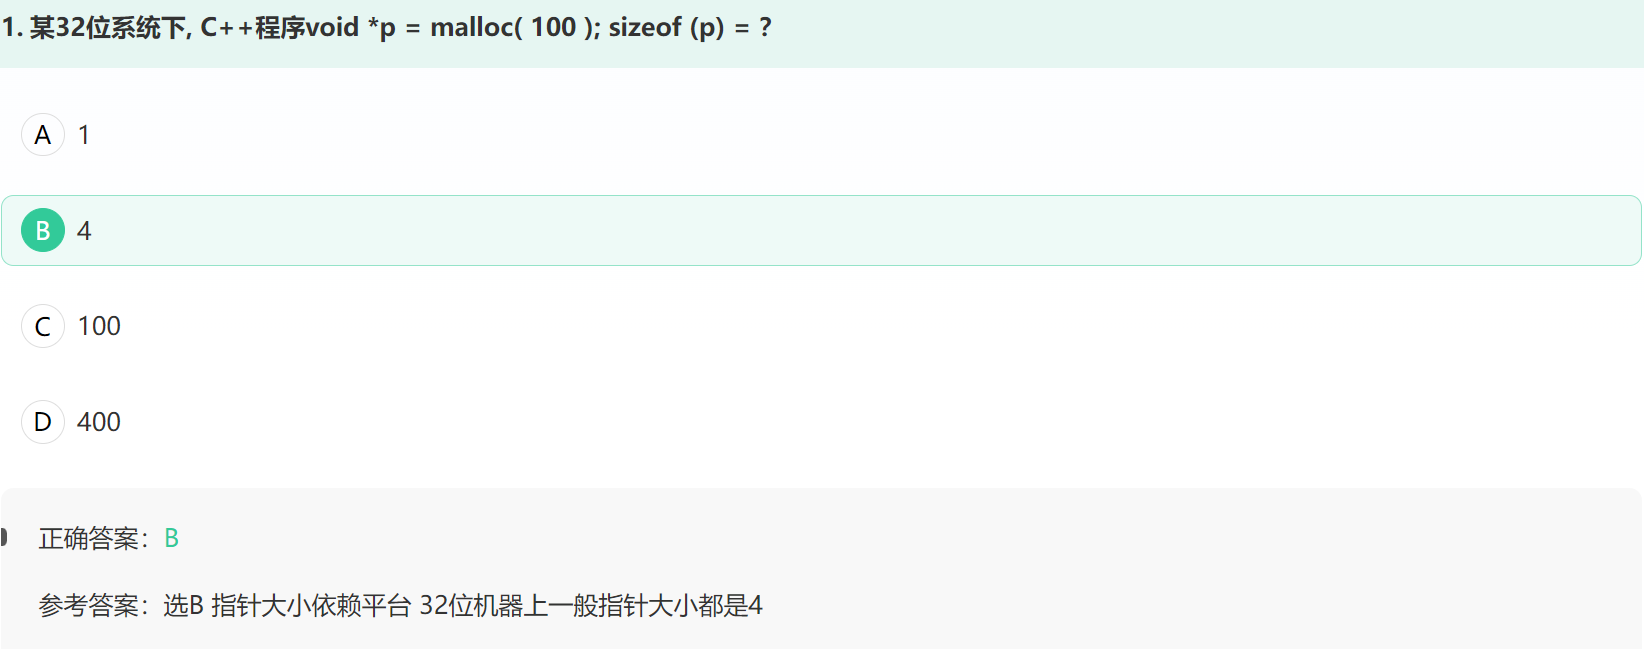 1. 某32位系统下, C++程序void *p = malloc( 100 ); sizeof (p) = ?
A 1
B 4
C 100
D 400
正确答案：B
参考答案：选B 指针大小依赖平台 32位机器上一般指针大小都是4